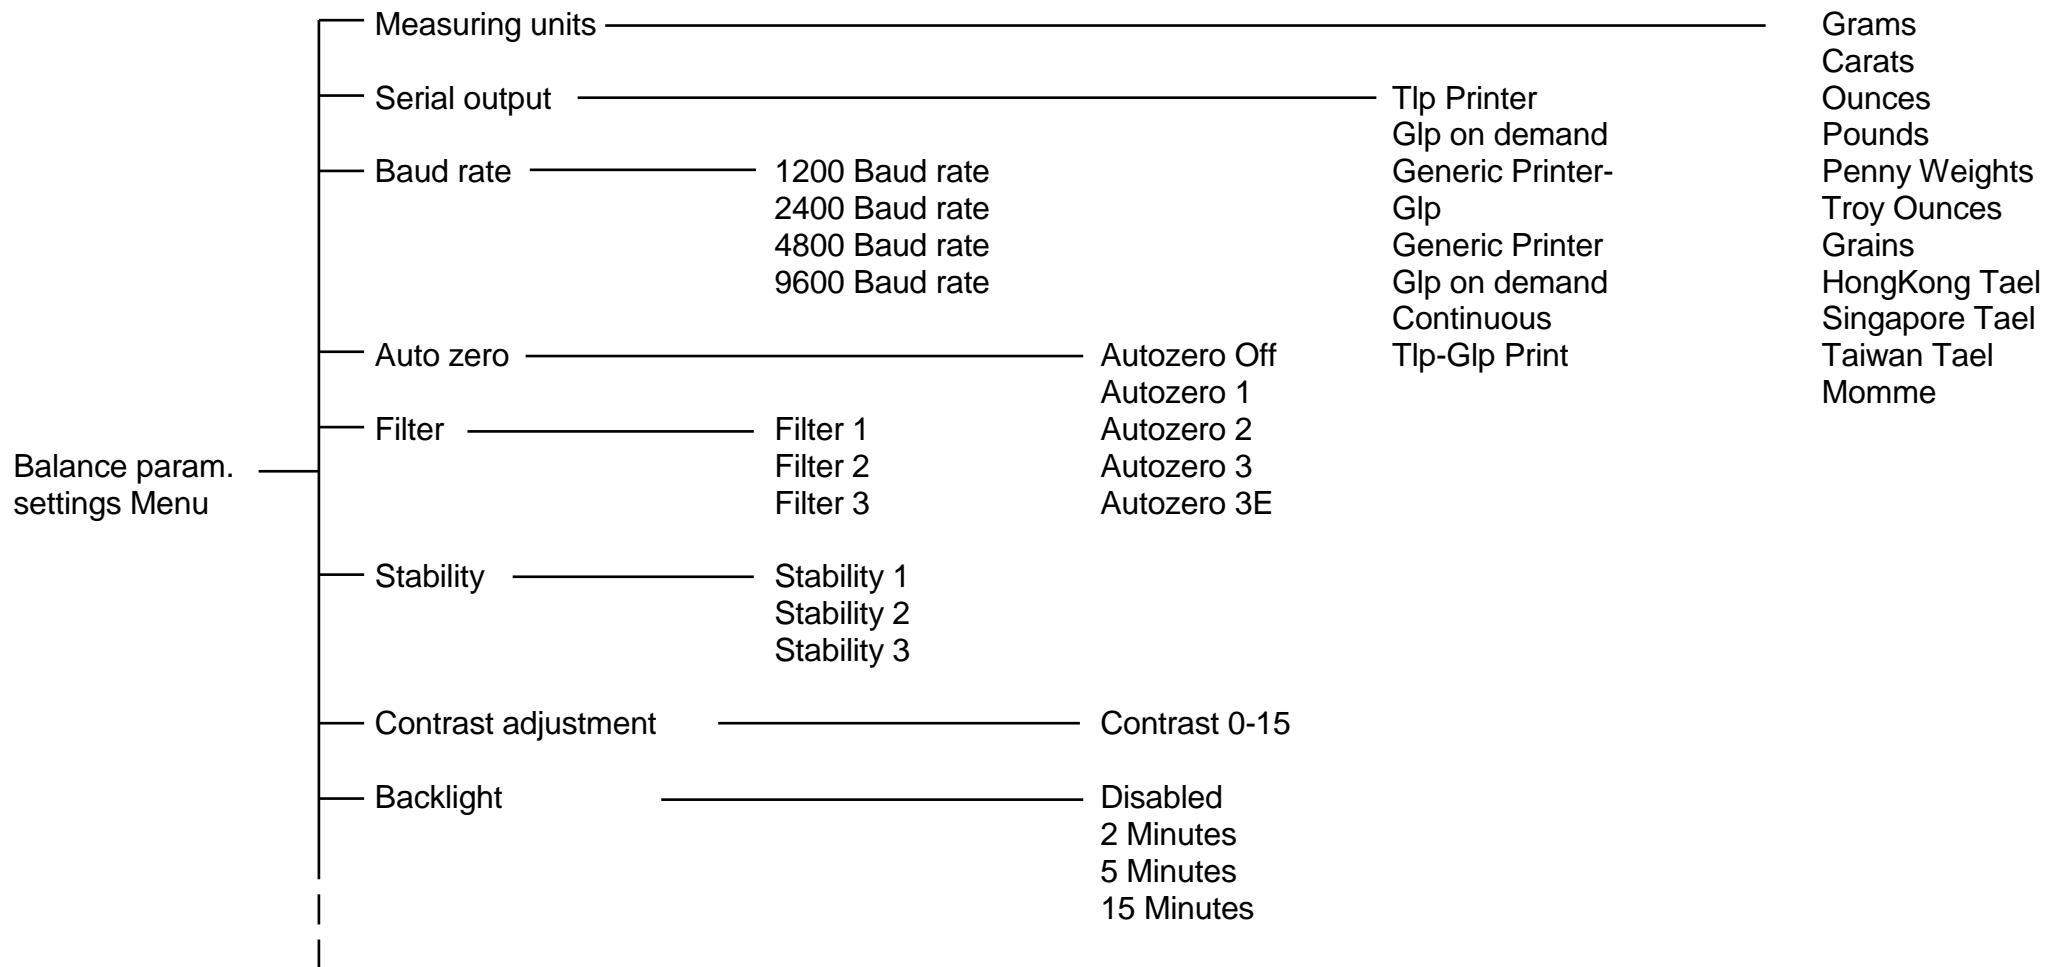 Balance param.
settings Menu
Measuring units
Grams
Carats
Ounces
Pounds
Penny Weights
Troy Ounces
Grains
HongKong Tael
Singapore Tael
Taiwan Tael
Momme
Serial output
Tlp Printer
Glp on demand
Generic Printer-
Glp
Generic Printer
Glp on demand
Continuous
Tlp-Glp Print
Baud rate
1200 Baud rate
2400 Baud rate
4800 Baud rate
9600 Baud rate
Auto zero
Autozero Off
Autozero 1
Autozero 2
Autozero 3
Autozero 3E
Filter
Filter 1
Filter 2
Filter 3
Stability
Stability 1
Stability 2
Stability 3
Contrast adjustment
Contrast 0-15
Backlight
Disabled
2 Minutes
5 Minutes
15 Minutes